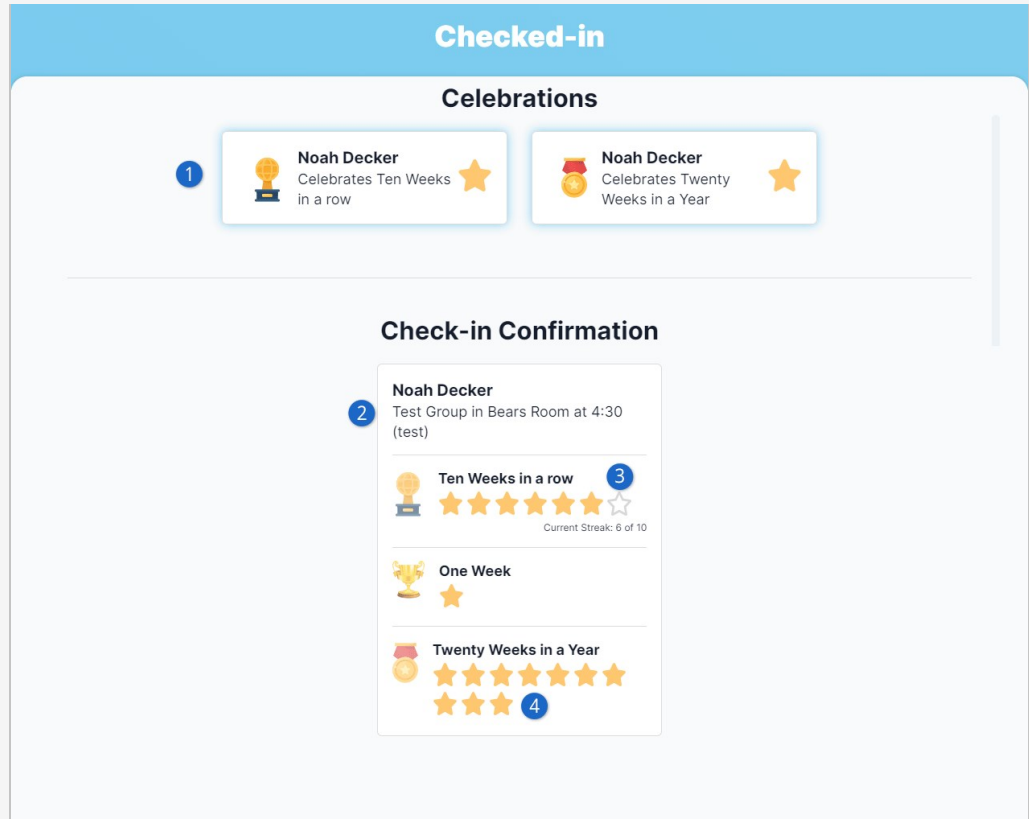 Checked-in
Celebrations
1
Noah Decker
Celebrates Ten Weeks
in a row
Noah Decker
Celebrates Twenty
Weeks in a Year
Check-in Confirmation
2
Noah Decker
Test Group in Bears Room at 4:30
(test)
Ten Weeks in a row
3
Current Streak: 6 of 10
One Week
Twenty Weeks in a Year
4